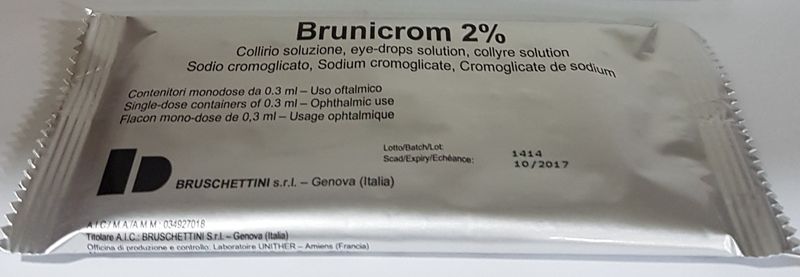 Brunicrom 2%
Collirio soluzione, eye-drops solution, collyre solution
Sodio cromoglicato, Sodium cromoglicate, Cromoglicate de sodium
Contenitori monodose da 0.3 ml – Uso oftalmico
Single-dose containers of 0.3 ml – Ophthalmic use
Flacon mono-dose de 0,3 ml – Usage ophtalmique
Lotto/Batch/Lot: 1414
Scad/Expiry/Echéance: 10/2017
BRUSCHETTINI s.r.l. – Genova (Italia)
A.I.C./M.A./A.M.M.: 034927018
Titolare A.I.C.: BRUSCHETTINI S.r.l. – Genova (Italia)
Officina di produzione e controllo: Laboratoire UNITHER – Amiens (Francia)